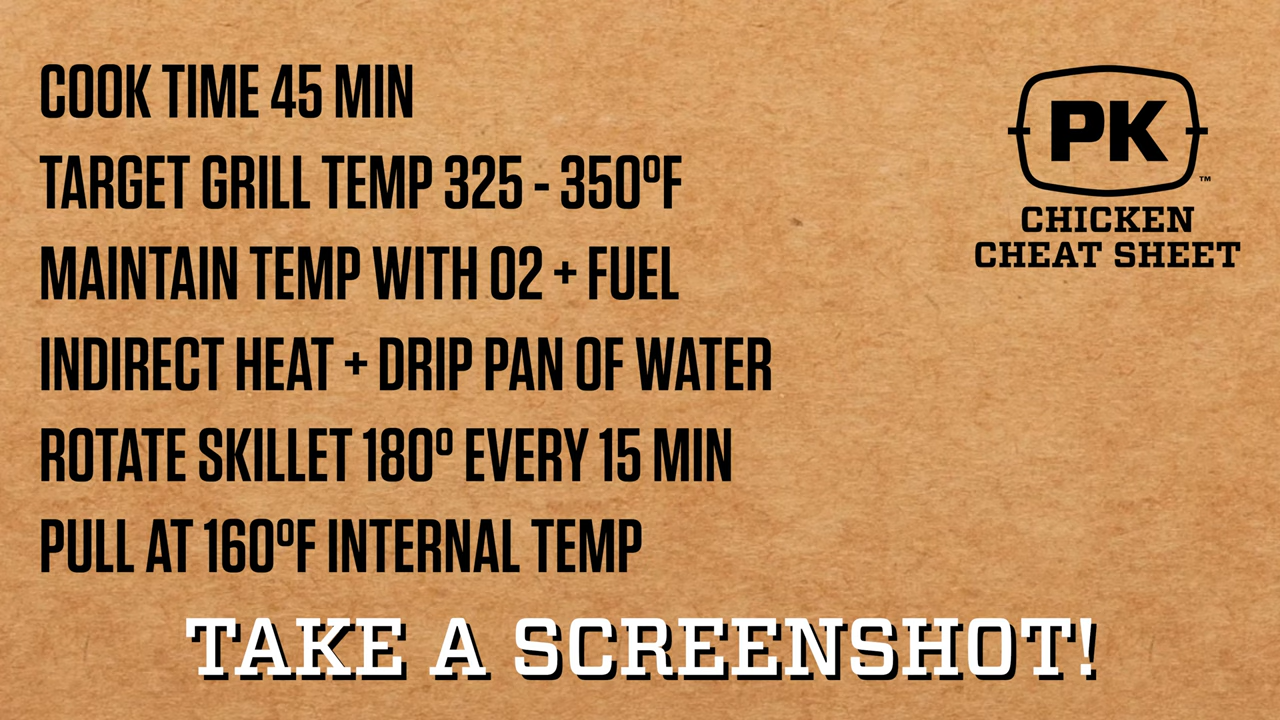 COOK TIME 45 MIN
TARGET GRILL TEMP 325 - 350ºF
MAINTAIN TEMP WITH O2 + FUEL
INDIRECT HEAT + DRIP PAN OF WATER
ROTATE SKILLET 180º EVERY 15 MIN
PULL AT 160ºF INTERNAL TEMP
PK
™
CHICKEN
CHEAT SHEET
TAKE A SCREENSHOT!